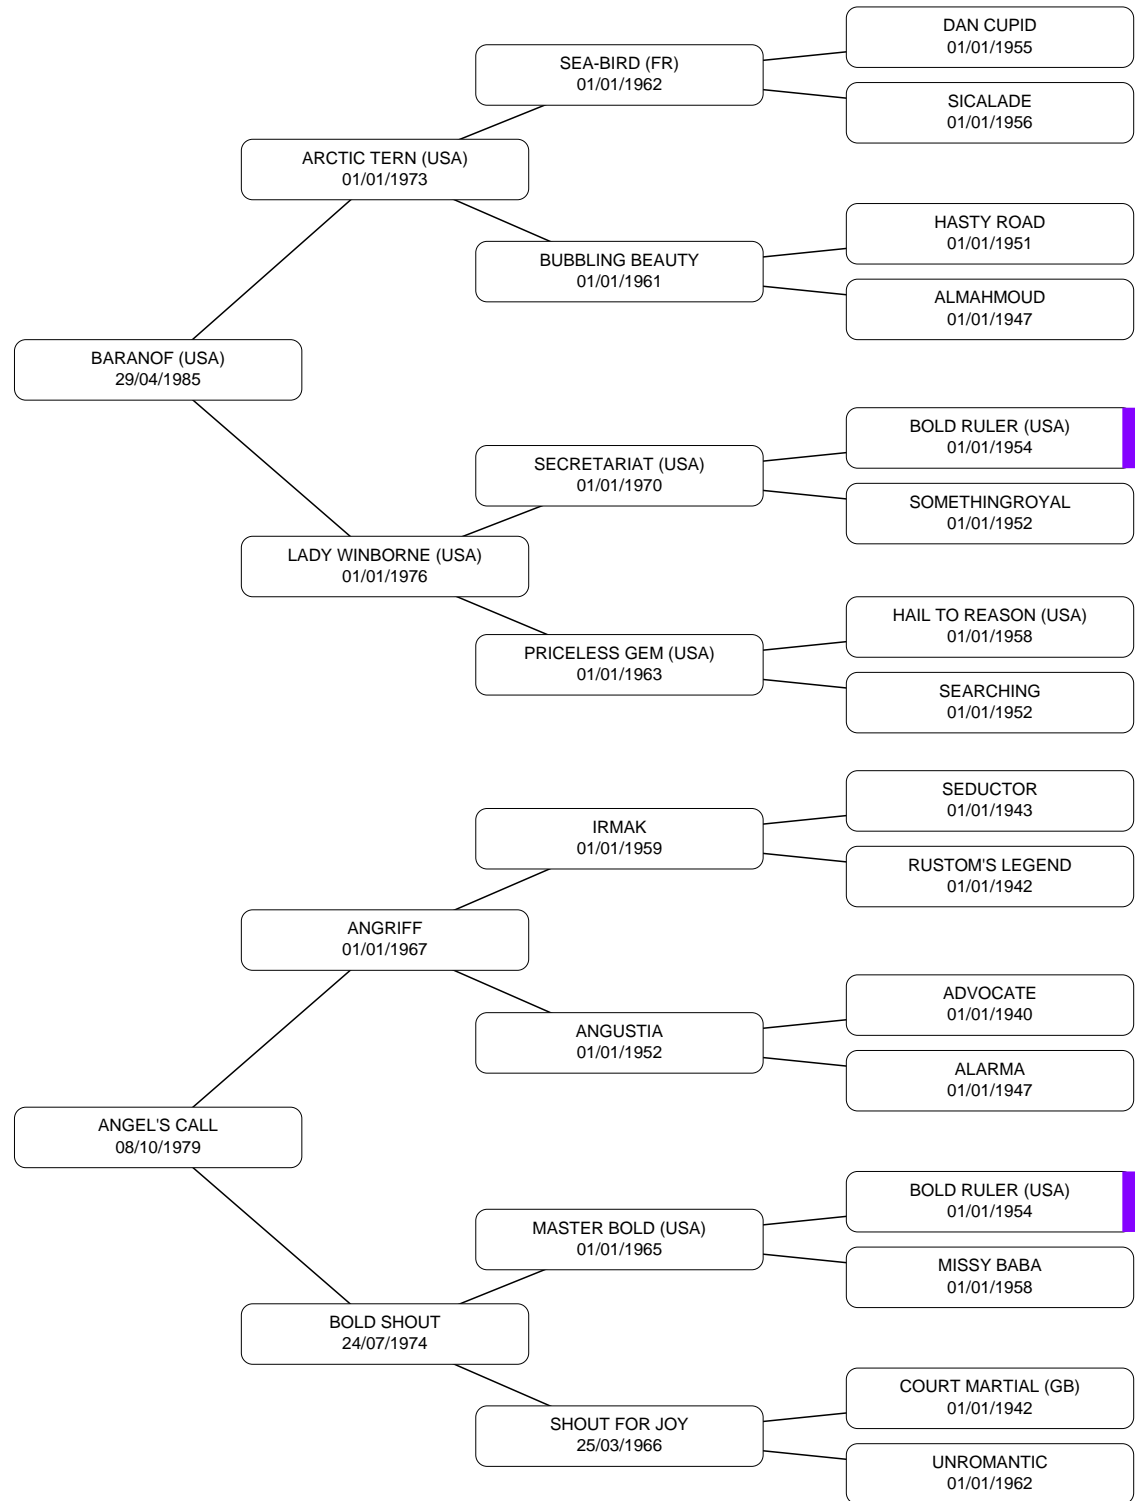 DAN CUPID
01/01/1955
SEA-BIRD (FR)
01/01/1962
SICALADE
01/01/1956
ARCTIC TERN (USA)
01/01/1973
HASTY ROAD
01/01/1951
BUBBLING BEAUTY
01/01/1961
ALMAHMOUD
01/01/1947
BARANOF (USA)
29/04/1985
BOLD RULER (USA)
01/01/1954
SECRETARIAT (USA)
01/01/1970
SOMETHINGROYAL
01/01/1952
LADY WINBORNE (USA)
01/01/1976
HAIL TO REASON (USA)
01/01/1958
PRICELESS GEM (USA)
01/01/1963
SEARCHING
01/01/1952
SEDUCTOR
01/01/1943
IRMAK
01/01/1959
RUSTOM'S LEGEND
01/01/1942
ANGRIFF
01/01/1967
ADVOCATE
01/01/1940
ANGUSTIA
01/01/1952
ALARMA
01/01/1947
ANGEL'S CALL
08/10/1979
BOLD RULER (USA)
01/01/1954
MASTER BOLD (USA)
01/01/1965
MISSY BABA
01/01/1958
BOLD SHOUT
24/07/1974
COURT MARTIAL (GB)
01/01/1942
SHOUT FOR JOY
25/03/1966
UNROMANTIC
01/01/1962